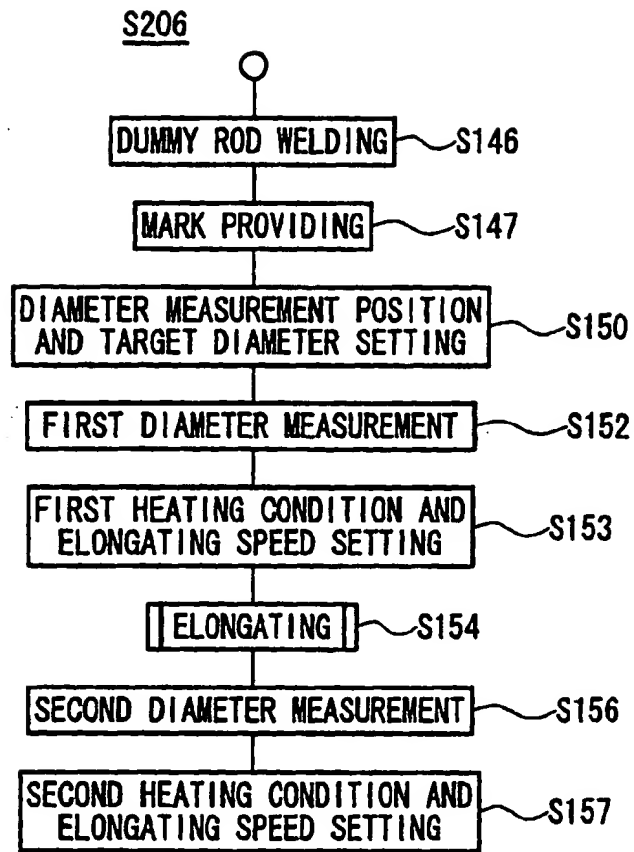 S206
DUMMY ROD WELDING S146
MARK PROVIDING S147
DIAMETER MEASUREMENT POSITION
AND TARGET DIAMETER SETTING S150
FIRST DIAMETER MEASUREMENT S152
FIRST HEATING CONDITION AND
ELONGATING SPEED SETTING S153
ELONGATING S154
SECOND DIAMETER MEASUREMENT S156
SECOND HEATING CONDITION AND
ELONGATING SPEED SETTING S157